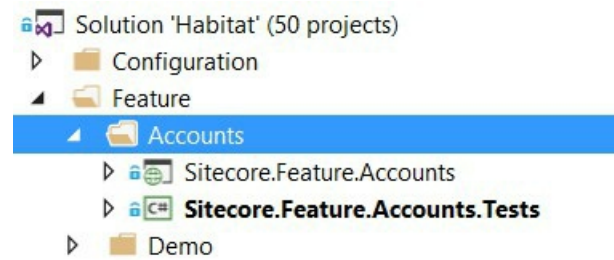 Solution 'Habitat' (50 projects)
Configuration
Feature
Accounts
Sitecore.Feature.Accounts
C# Sitecore.Feature.Accounts.Tests
Demo